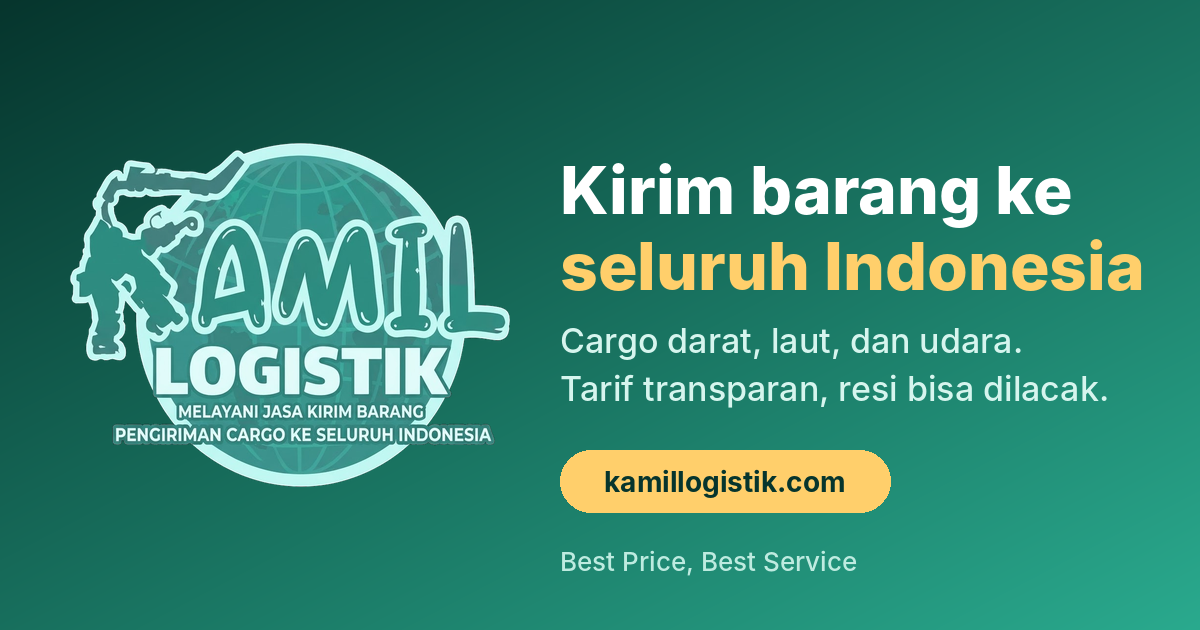 KAMIL
LOGISTIK
MELAYANI JASA KIRIM BARANG
PENGIRIMAN CARGO KE SELURUH INDONESIA
Kirim barang ke
seluruh Indonesia
Cargo darat, laut, dan udara.
Tarif transparan, resi bisa dilacak.
kamillogistik.com
Best Price, Best Service